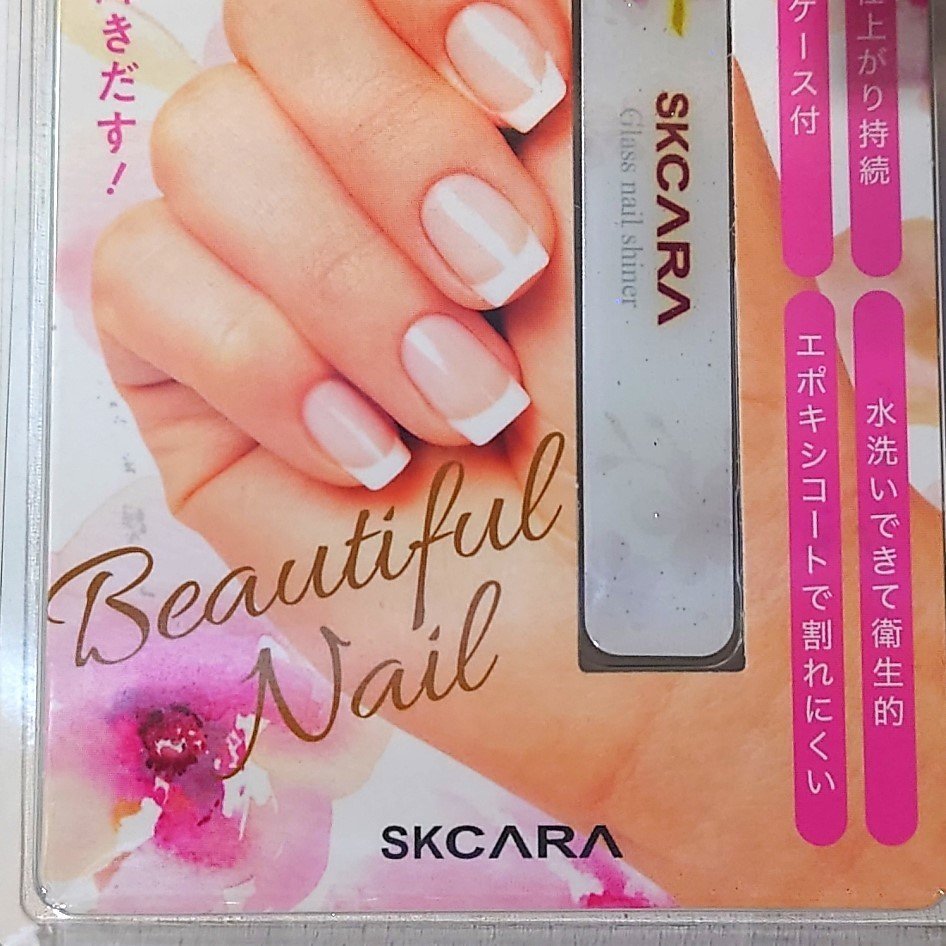 きだす！
SKCARA
Glass nail shiner
仕上がり持続
ケース付
水洗いできて衛生的
エポキシコートで割れにくい
Beautiful
Nail
SKCARA